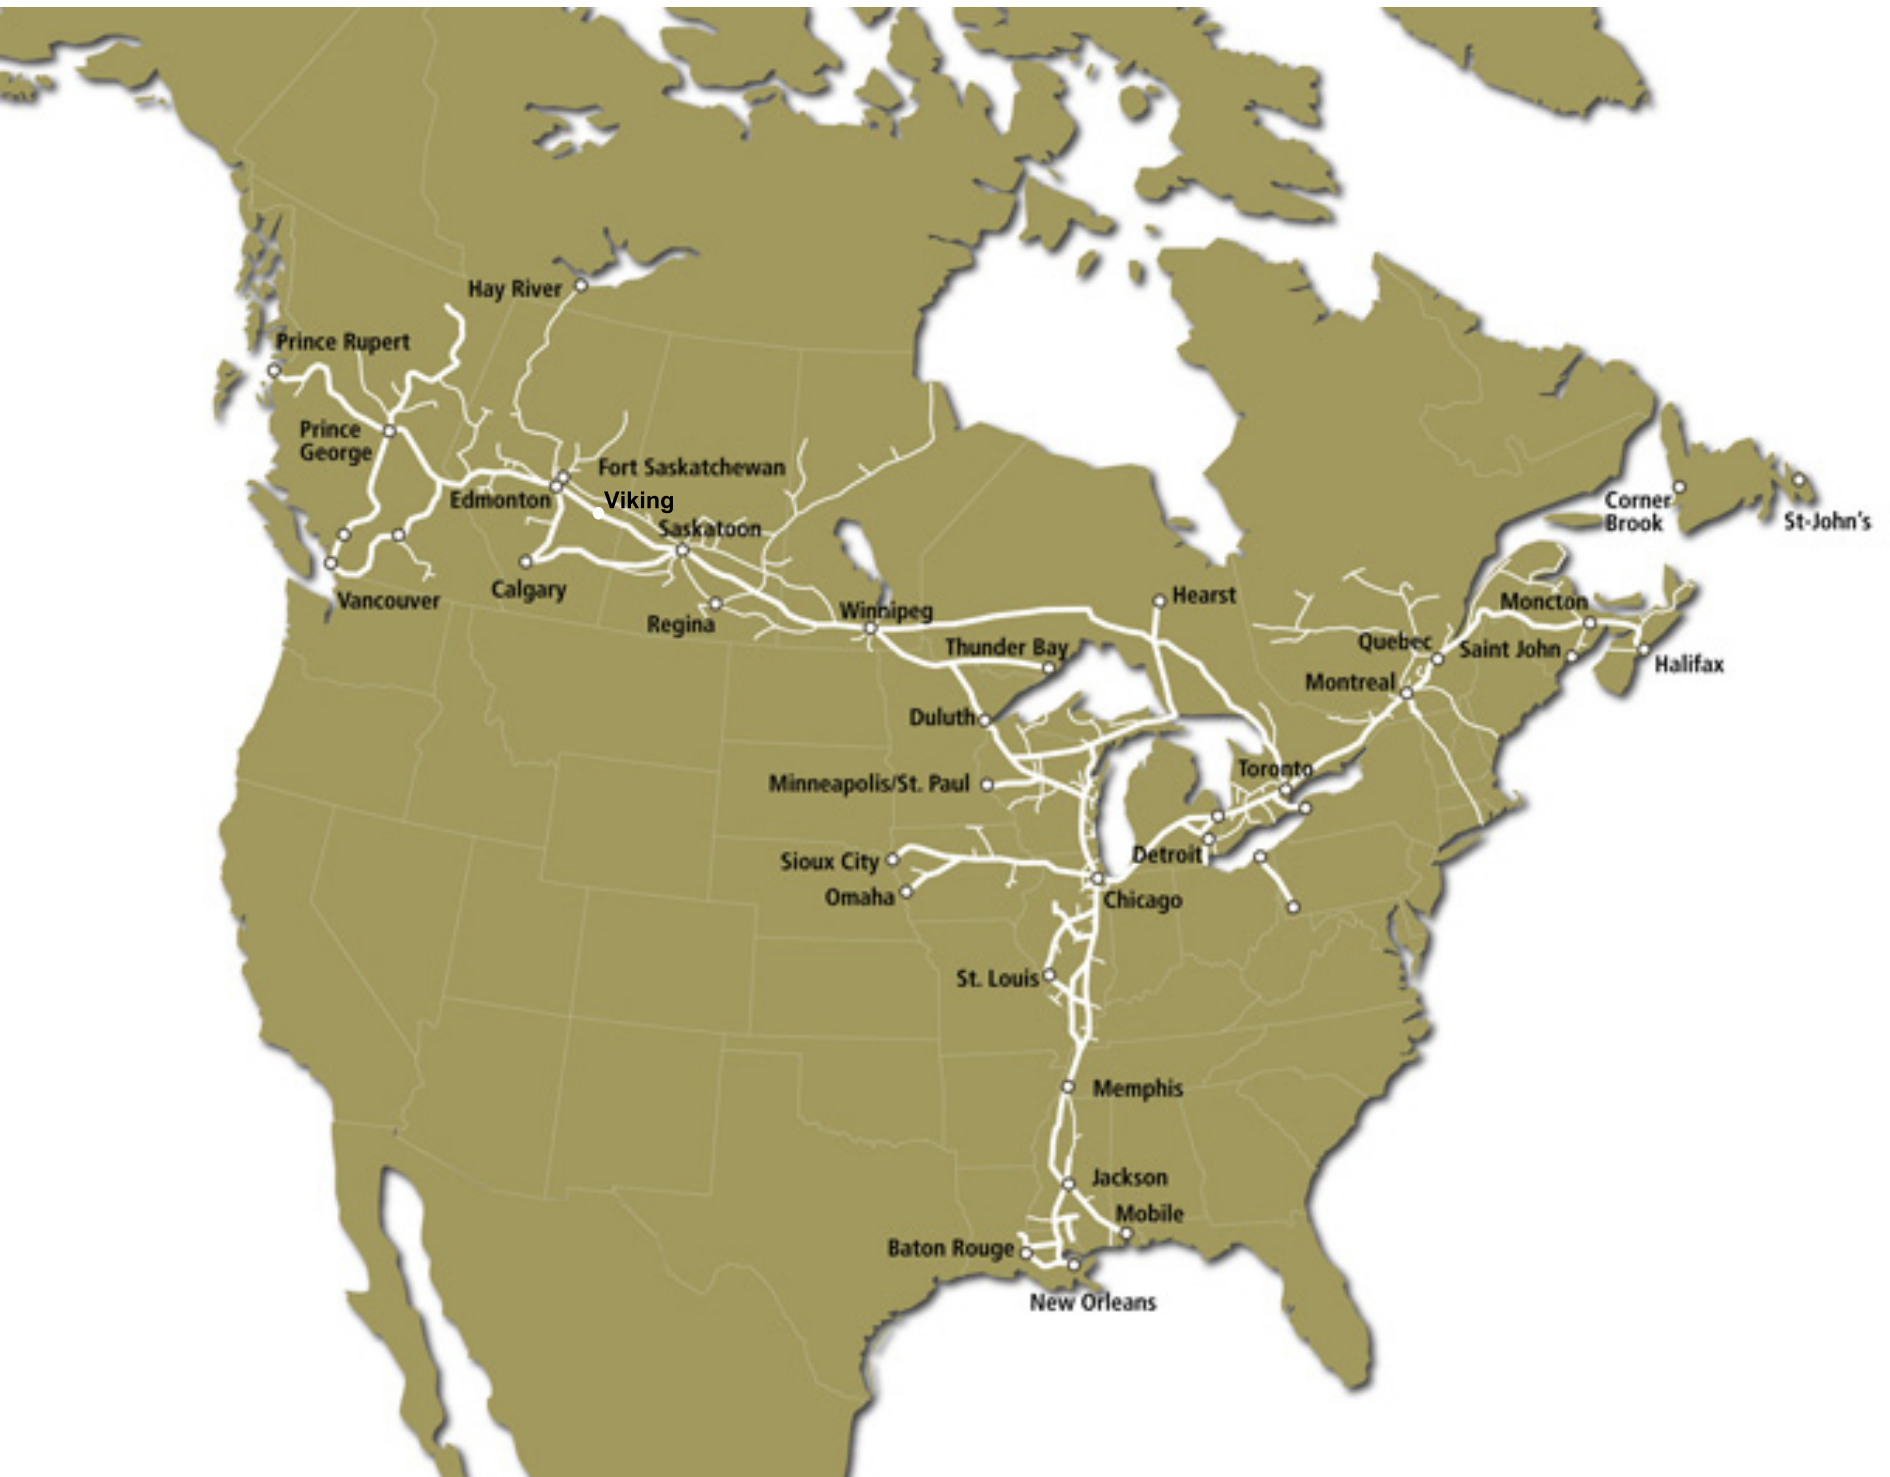 Hay River
Prince Rupert
Prince
George
Fort Saskatchewan
Edmonton
Viking
Saskatoon
Corner
Brook
St-John's
Calgary
Vancouver
Regina
Winnipeg
Hearst
Moncton
Thunder Bay
Quebec
Saint John
Halifax
Montreal
Duluth
Toronto
Minneapolis/St. Paul
Detroit
Sioux City
Omaha
Chicago
St. Louis
Memphis
Jackson
Mobile
Baton Rouge
New Orleans